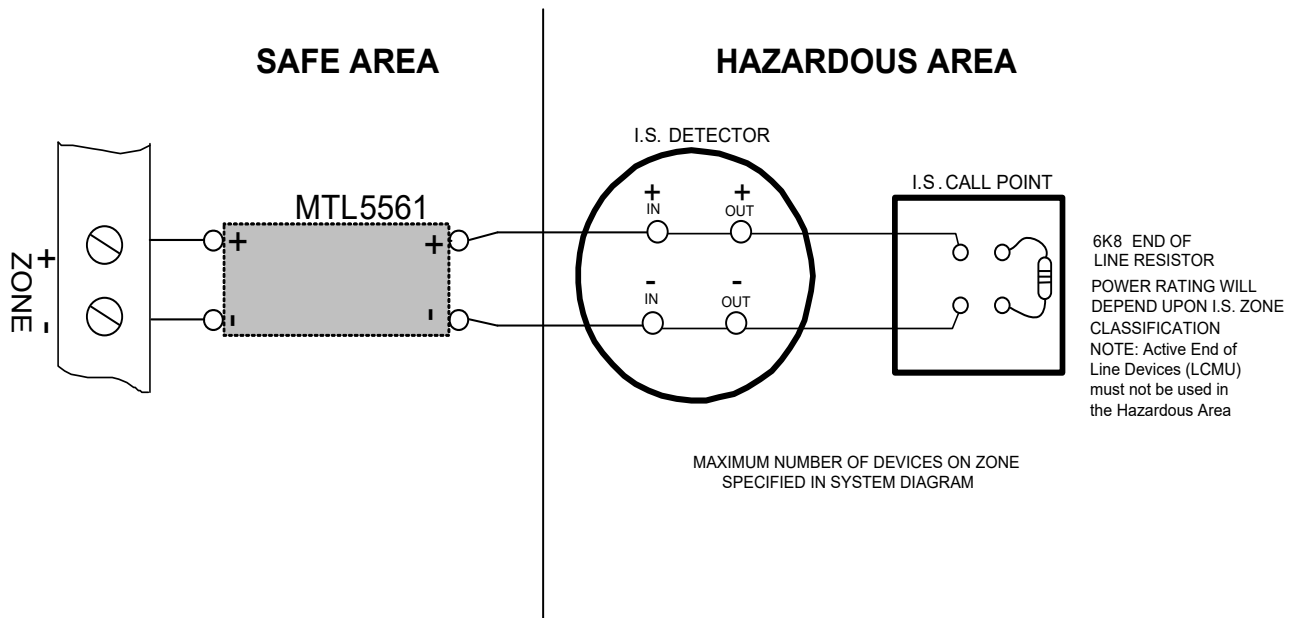 SAFE AREA
HAZARDOUS AREA
ZONE
+
-
MTL5561
+
+
-
-
I.S. DETECTOR
+
+
IN
OUT
-
-
IN
OUT
I.S. CALL POINT
6K8 END OF
LINE RESISTOR
POWER RATING WILL
DEPEND UPON I.S. ZONE
CLASSIFICATION
NOTE: Active End of
Line Devices (LCMU)
must not be used in
the Hazardous Area
MAXIMUM NUMBER OF DEVICES ON ZONE
SPECIFIED IN SYSTEM DIAGRAM